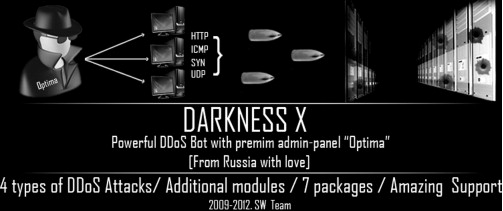 Optima
HTTP
ICMP
SYN
UDP
DARKNESS X
Powerful DDoS Bot with premim admin-panel “Optima”
[From Russia with love]
4 types of DDoS Attacks/ Additional modules / 7 packages / Amazing Support
2009-2012. SW Team